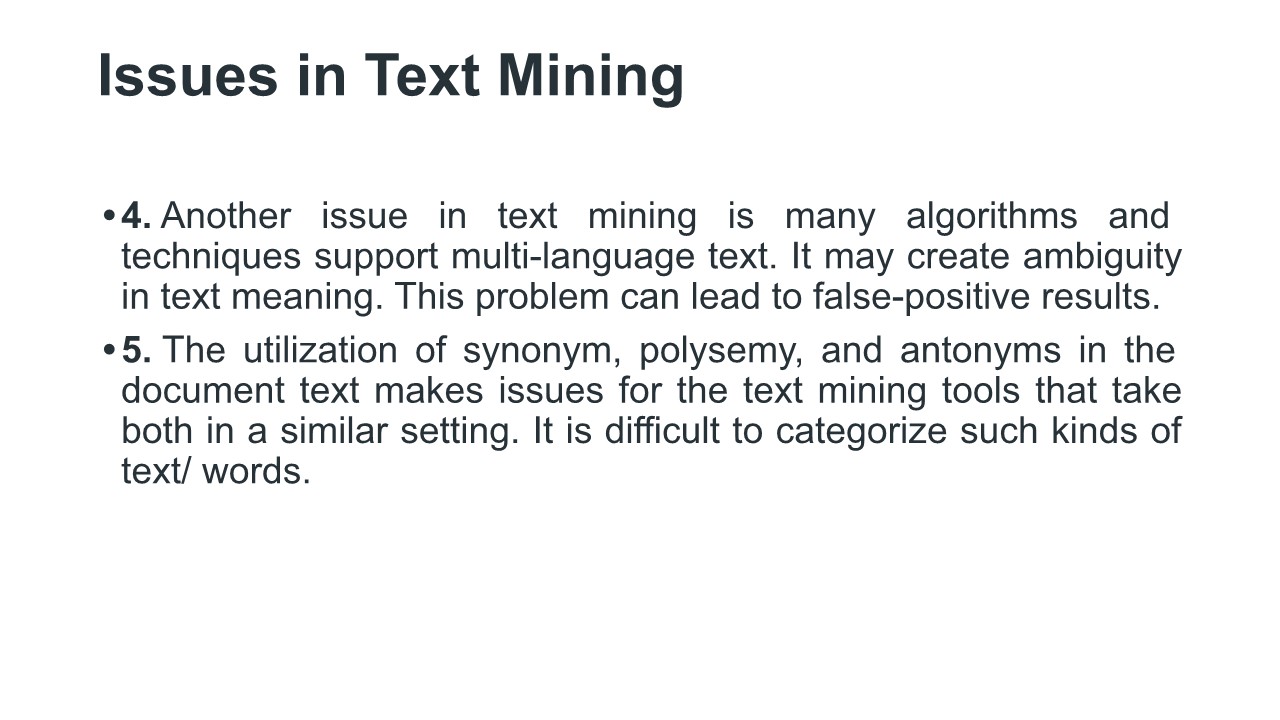 Issues in Text Mining
•4. Another issue in text mining is many algorithms and
techniques support multi-language text. It may create ambiguity
in text meaning. This problem can lead to false-positive results.
•5. The utilization of synonym, polysemy, and antonyms in the
document text makes issues for the text mining tools that take
both in a similar setting. It is difficult to categorize such kinds of
text/ words.